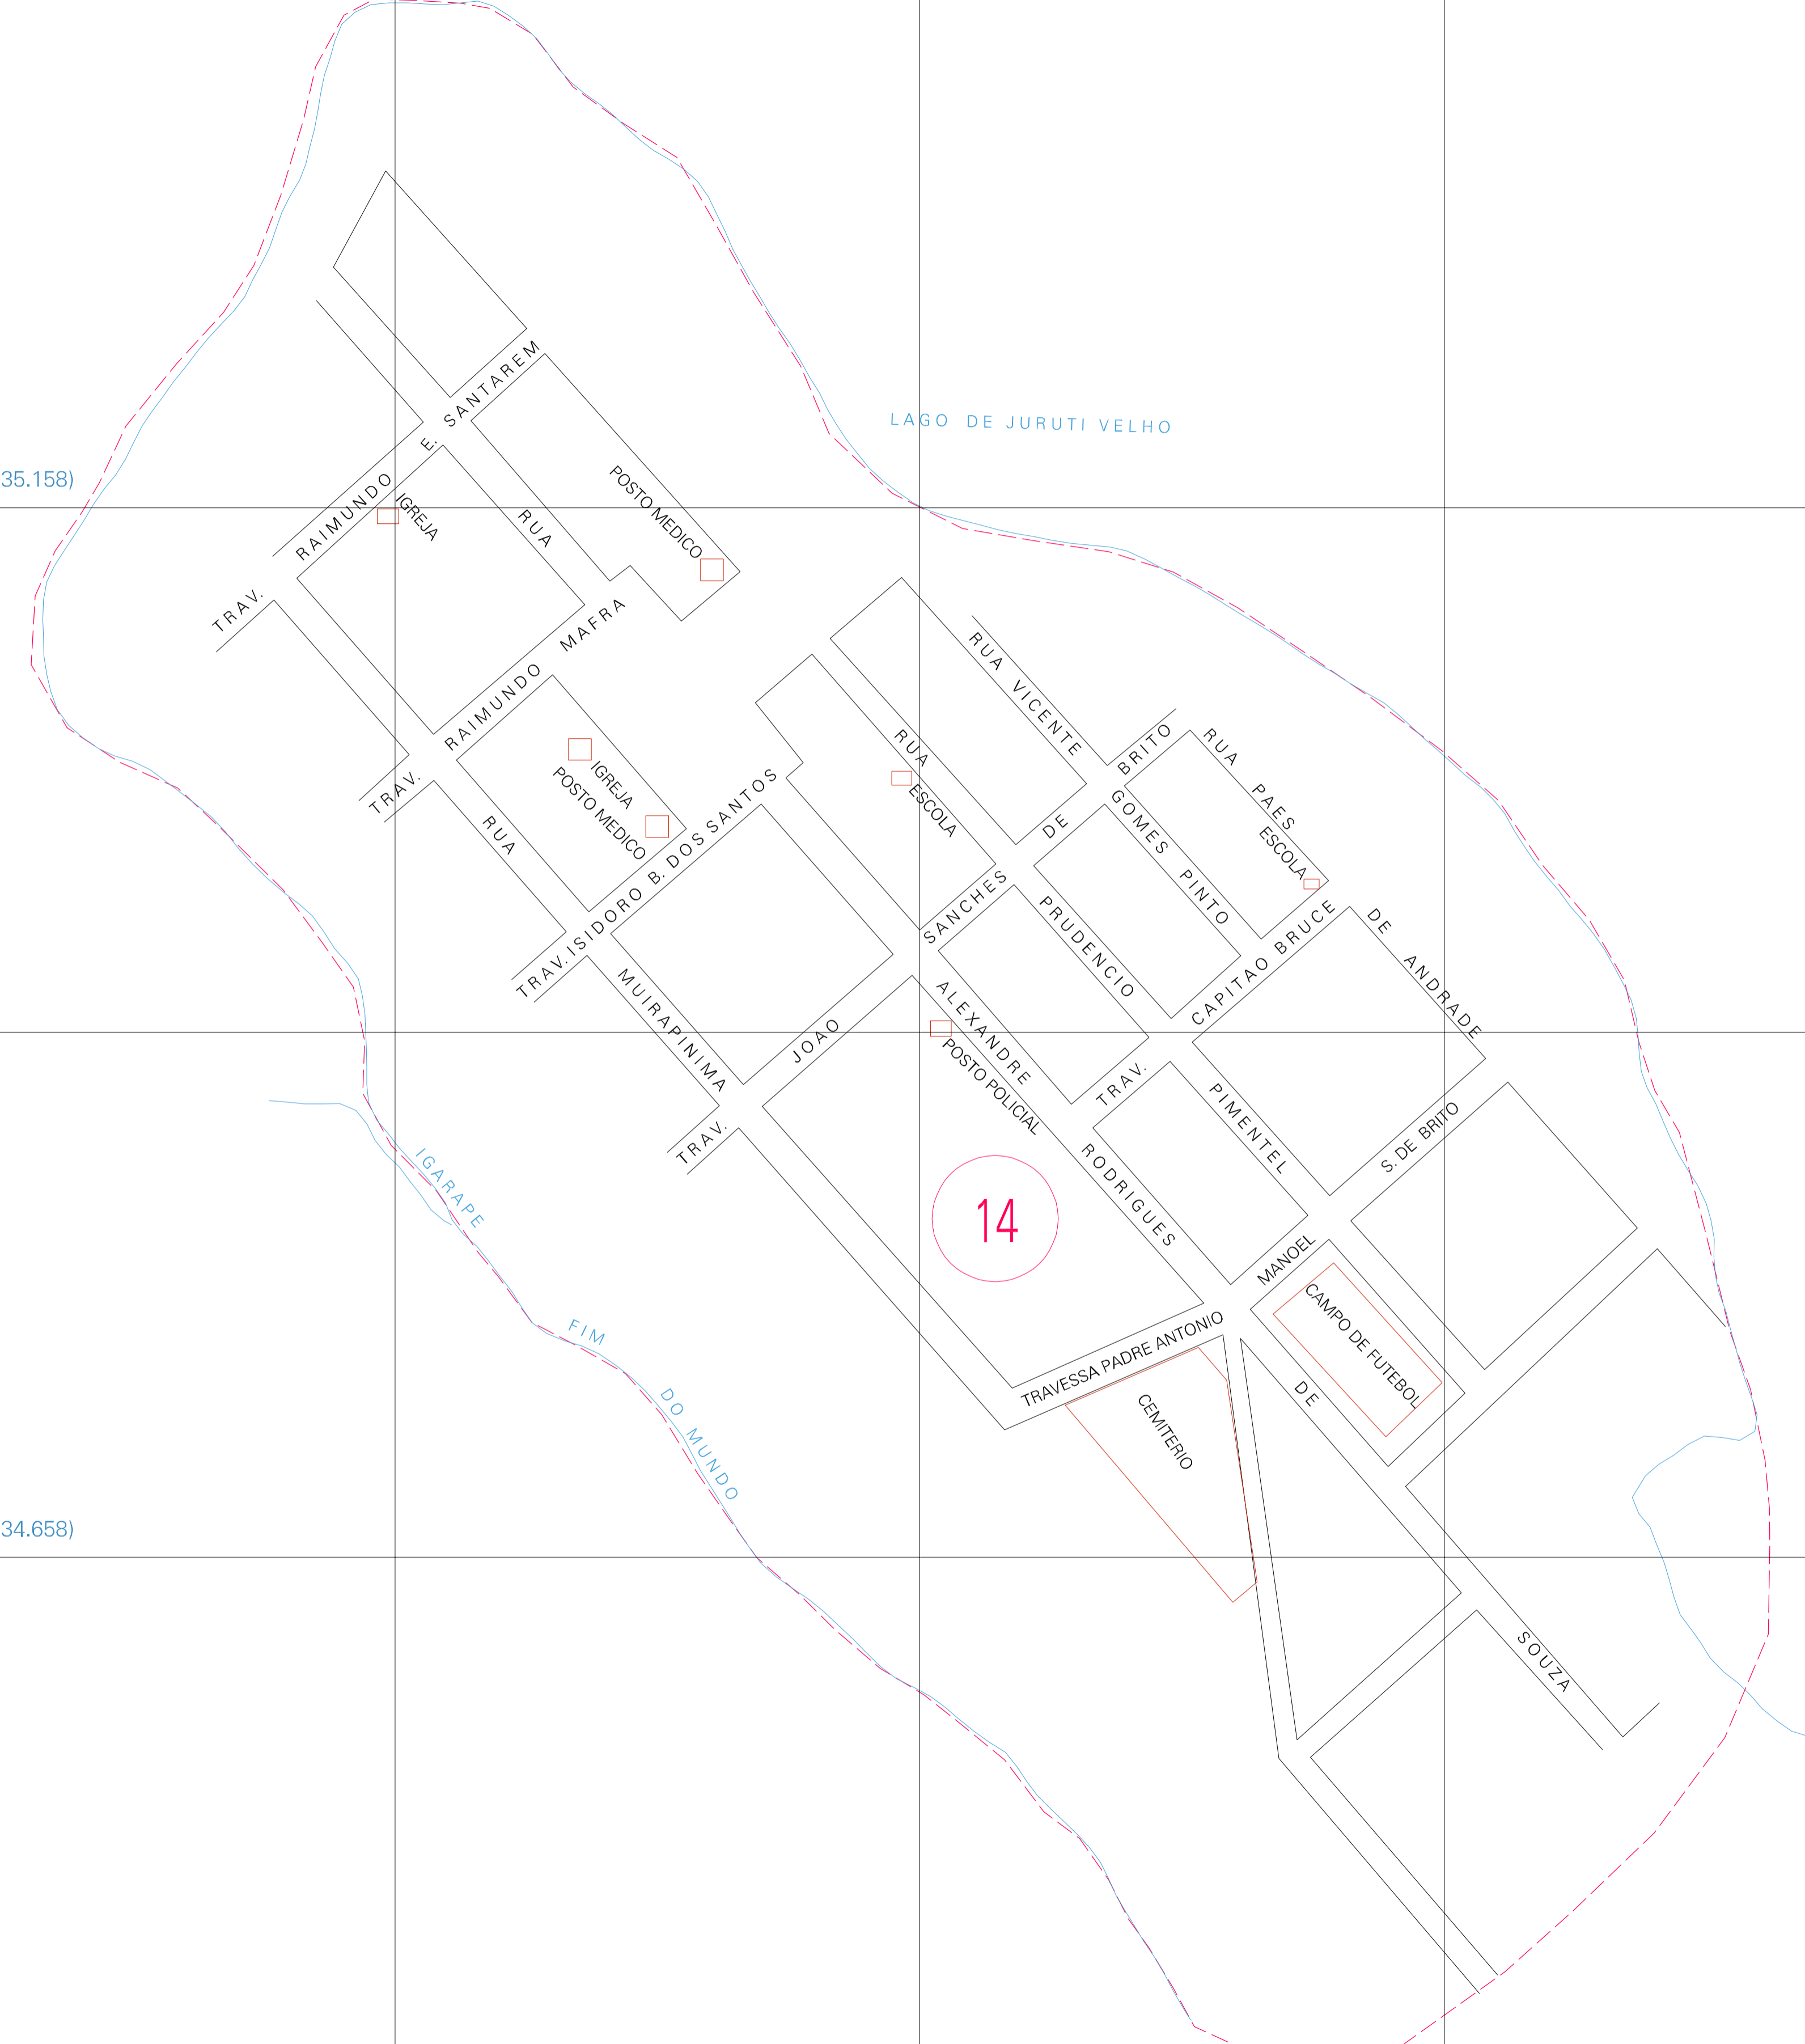 LAGO DE JURUTI VELHO
35.158)
TRAV. RAIMUNDO E. SANTAREM
IGREJA
POSTO MEDICO
RUA
TRAV. RAIMUNDO MAFRA
IGREJA
POSTO MEDICO
RUA MUIRAPINIMA
TRAV. ISIDORO B. DOS SANTOS
RUA VICENTE GOMES PINTO
RUA PRUDENCIO PIMENTEL
ESCOLA
RUA PAES DE ANDRADE
ESCOLA
TRAV. JOAO SANCHES DE BRITO
TRAV. CAPITAO BRUCE
ALEXANDRE RODRIGUES DE SOUZA
POSTO POLICIAL
14
MANOEL S. DE BRITO
TRAVESSA PADRE ANTONIO
CAMPO DE FUTEBOL
CEMITERIO
IGARAPE FIM DO MUNDO
34.658)